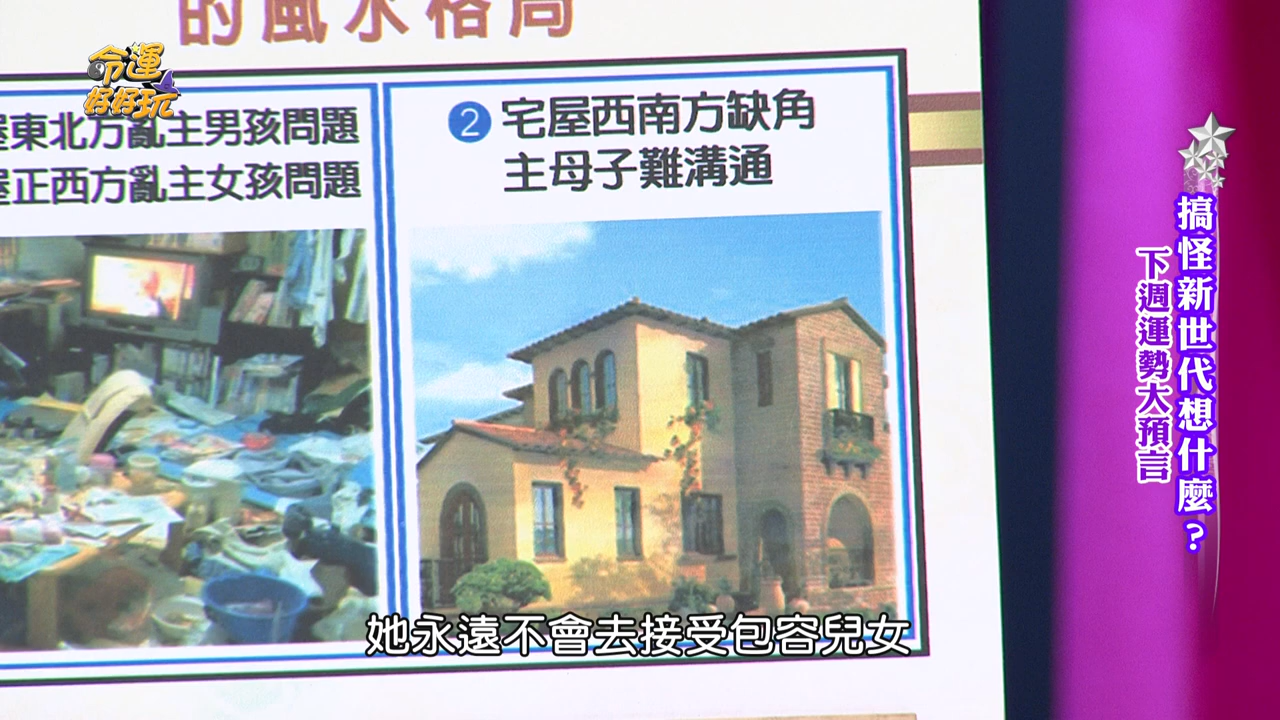 的風水格局
命運
好好玩
屋東北方亂主男孩問題
屋正西方亂主女孩問題
2 宅屋西南方缺角
主母子難溝通
搞怪新世代想什麼?
下週運勢大預言
她永遠不會去接受包容兒女